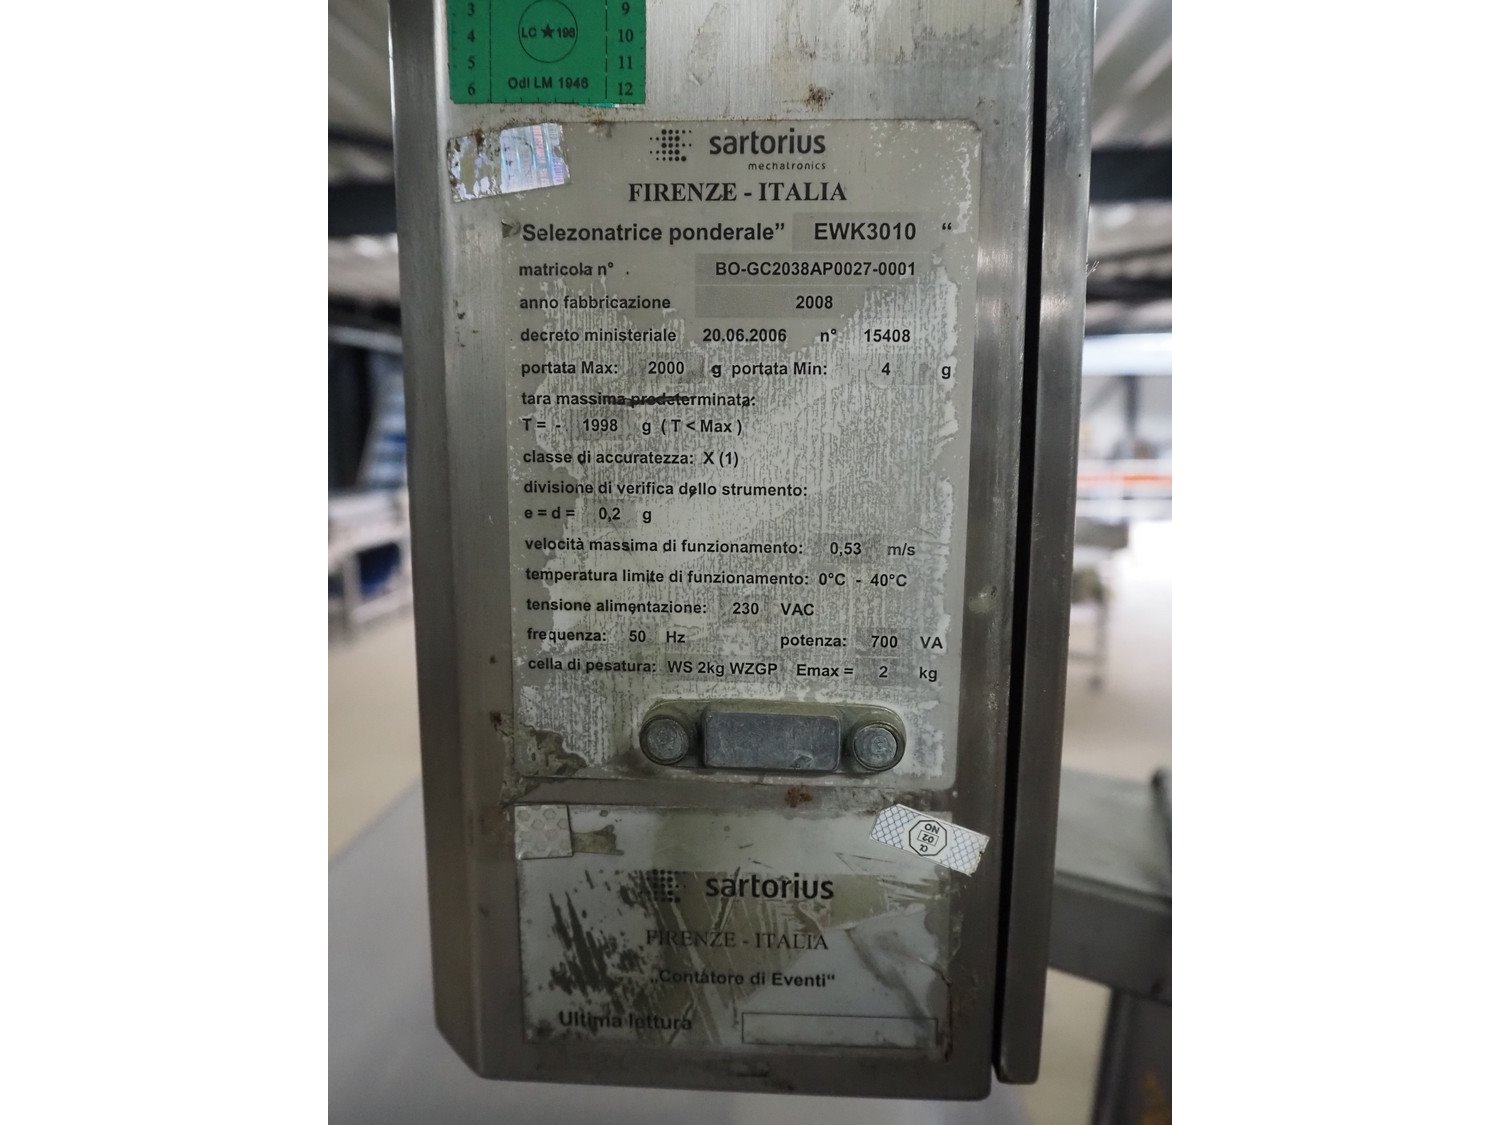 3 9
4 LC ★ 196 10
5 11
6 Odl LM 1946 12
sartorius
mechatronics
FIRENZE - ITALIA
"Selezonatrice ponderale” EWK3010 “
matricola n° . BO-GC2038AP0027-0001
anno fabbricazione 2008
decreto ministeriale 20.06.2006 n° 15408
portata Max: 2000 g portata Min: 4 g
tara massima predeterminata:
T = - 1998 g ( T < Max )
classe di accuratezza: X (1)
divisione di verifica dello strumento:
e = d = 0,2 g
velocità massima di funzionamento: 0,53 m/s
temperatura limite di funzionamento: 0°C - 40°C
tensione alimentazione: 230 VAC
frequenza: 50 Hz potenza: 700 VA
cella di pesatura: WS 2kg WZGP Emax = 2 kg
NO
02
sartorius
FIRENZE - ITALIA
„Contatore di Eventi“
Ultima lettura